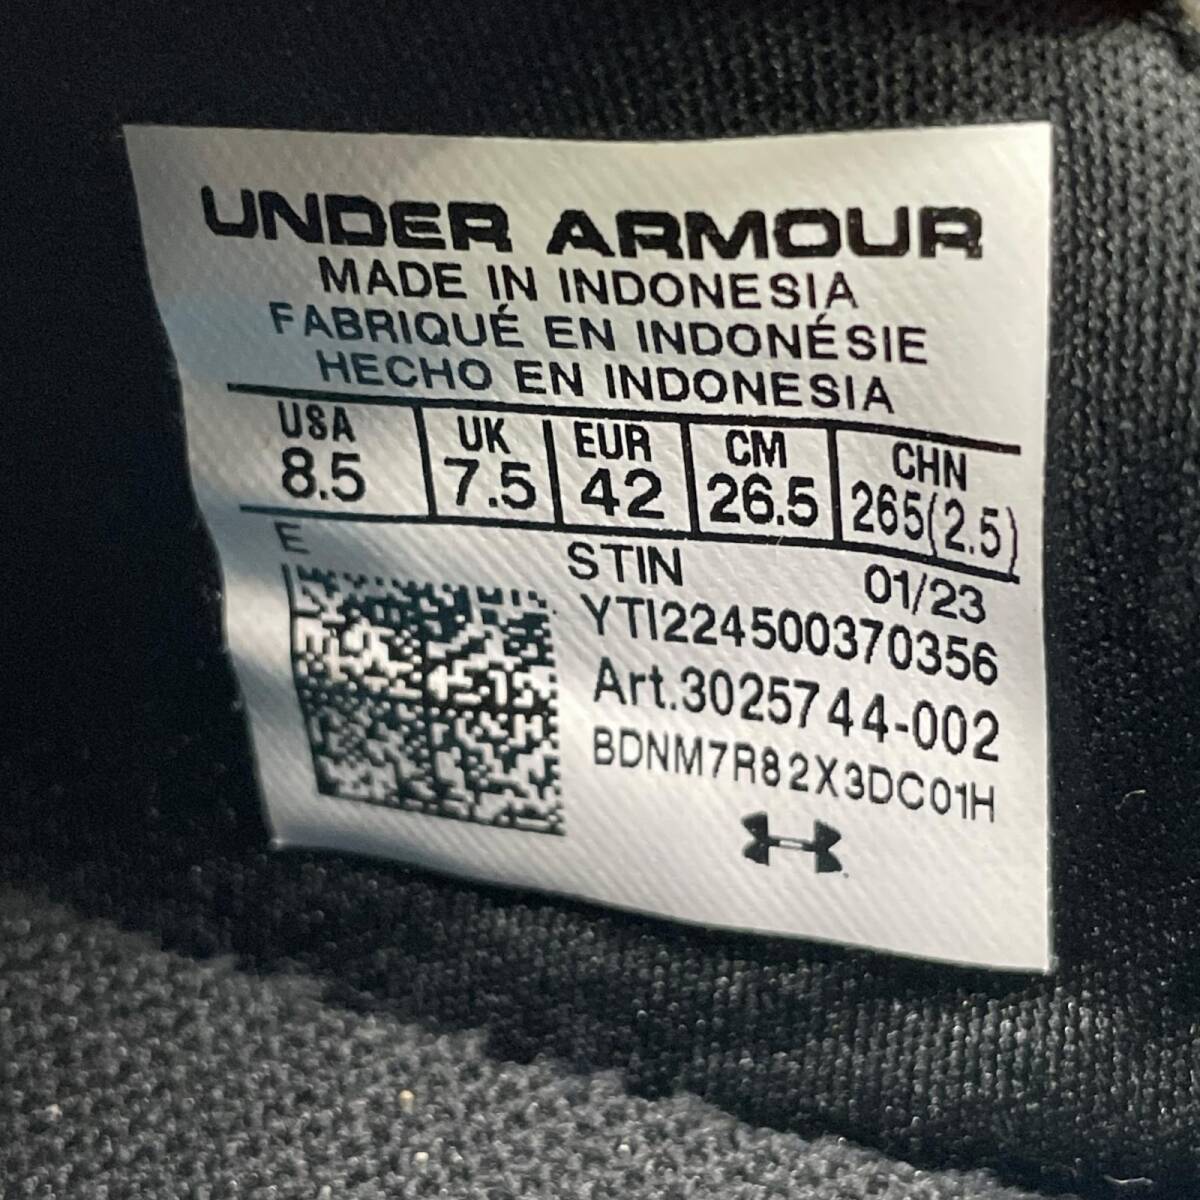 UNDER ARMOUR
MADE IN INDONESIA
FABRIQUÉ EN INDONÉSIE
HECHO EN INDONESIA
USA UK EUR CM CHN
8.5 7.5 42 26.5 265(2.5)
E STIN 01/23
YTI224500370356
Art.3025744-002
BDNM7R82X3DC01H